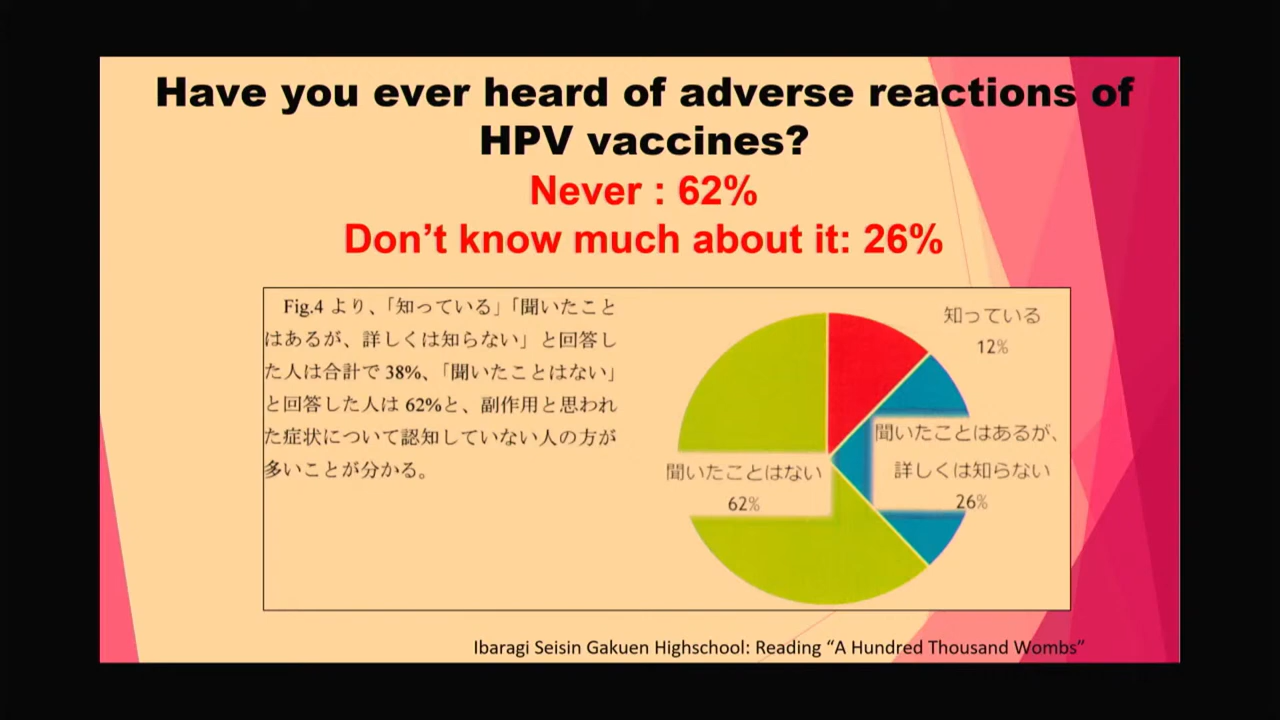 Have you ever heard of adverse reactions of
HPV vaccines?
Never : 62%
Don't know much about it: 26%
Fig.4 より、「知っている」「聞いたこと
はあるが、詳しくは知らない」と回答し
た人は合計で 38%、「聞いたことはない」
と回答した人は 62%と、副作用と思われ
た症状について認知していない人の方が
多いことが分かる。
知っている
12%
聞いたことはあるが、
詳しくは知らない
26%
聞いたことはない
62%
Ibaragi Seisin Gakuen Highschool: Reading “A Hundred Thousand Wombs”